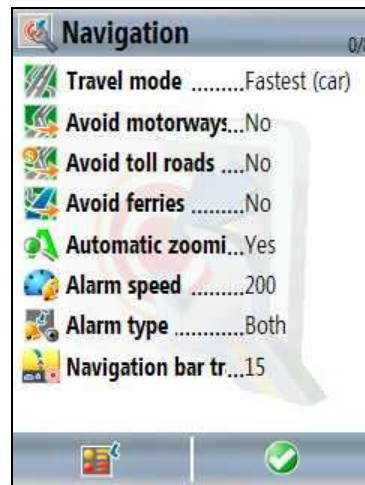 Navigation
0/
Travel mode .........Fastest (car)
Avoid motorways...No
Avoid toll roads ....No
Avoid ferries .........No
Automatic zoomi...Yes
Alarm speed .........200
Alarm type ............Both
Navigation bar tr...15